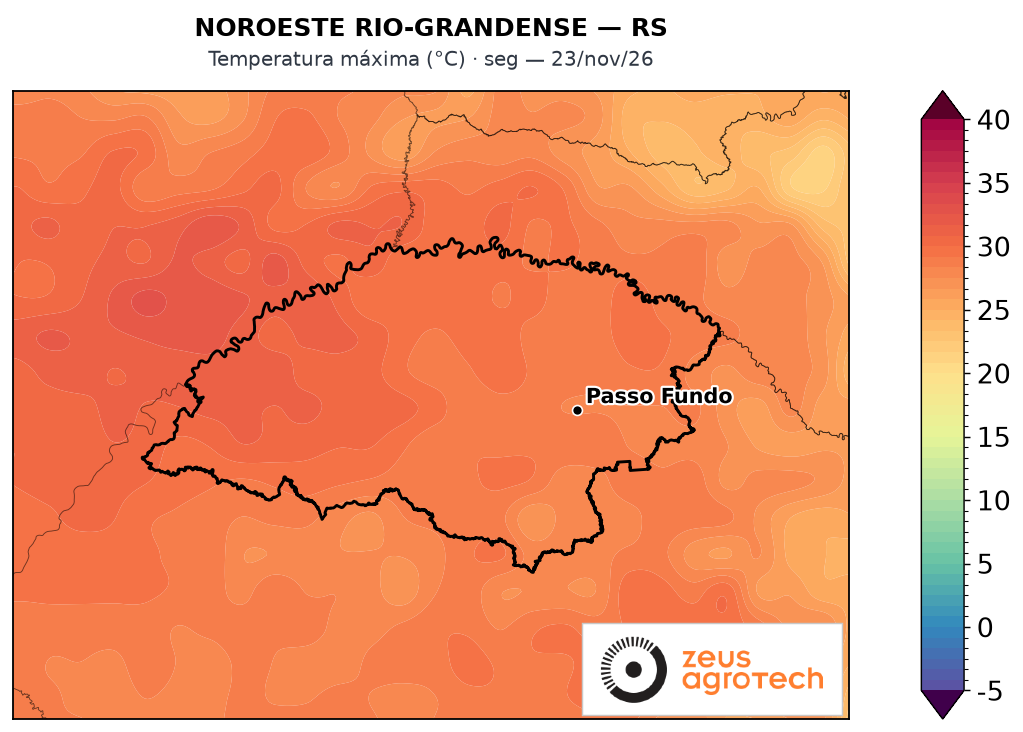 NOROESTE RIO-GRANDENSE — RS
Temperatura máxima (°C) · seg — 23/nov/26
40
35
30
25
20
15
10
5
0
-5
Passo Fundo
zeus
agrotech